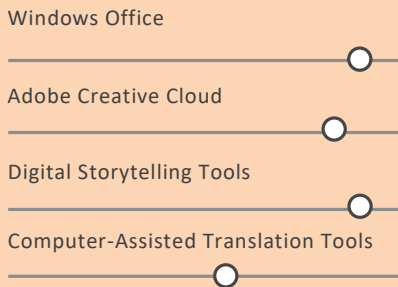 Windows Office
Adobe Creative Cloud
Digital Storytelling Tools
Computer-Assisted Translation Tools